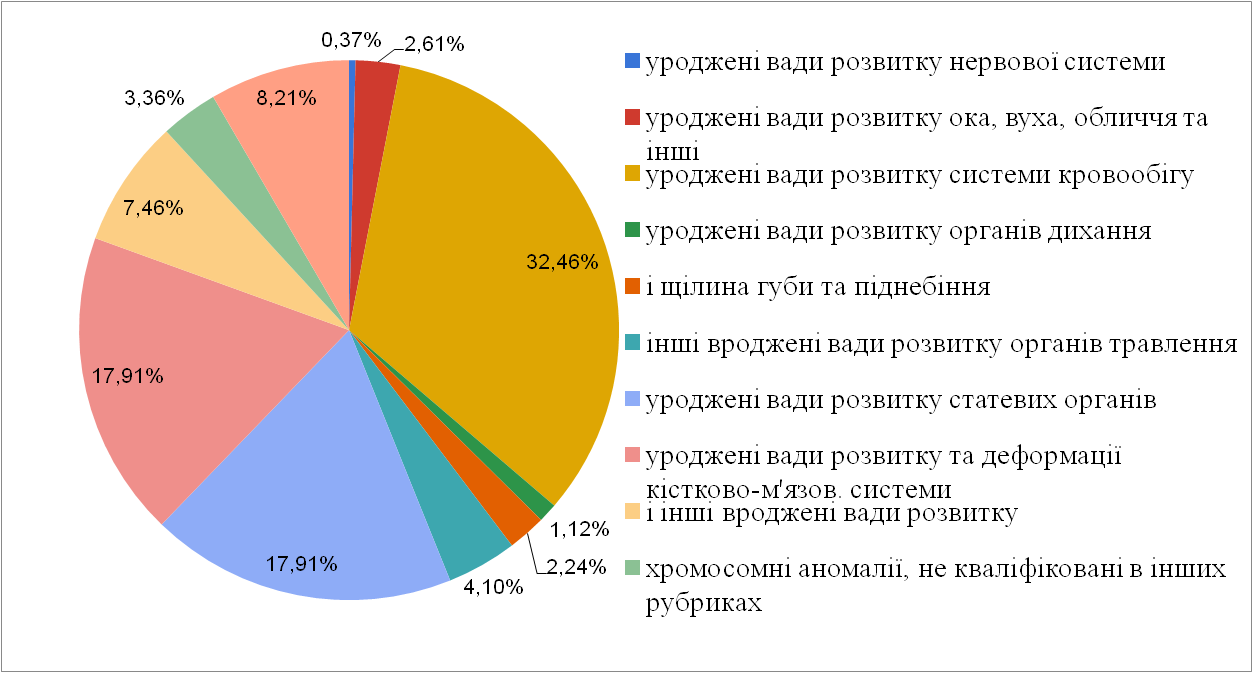 0,37%
2,61%
32,46%
1,12%
2,24%
4,10%
17,91%
17,91%
7,46%
3,36%
8,21%
уроджені вади розвитку нервової системи
уроджені вади розвитку ока, вуха, обличчя та
інші
уроджені вади розвитку системи кровообігу
уроджені вади розвитку органів дихання
і щілина губи та піднебіння
інші вроджені вади розвитку органів травлення
уроджені вади розвитку статевих органів
уроджені вади розвитку та деформації
кістково-м'язов. системи
і інші вроджені вади розвитку
хромосомні аномалії, не кваліфіковані в інших
рубриках